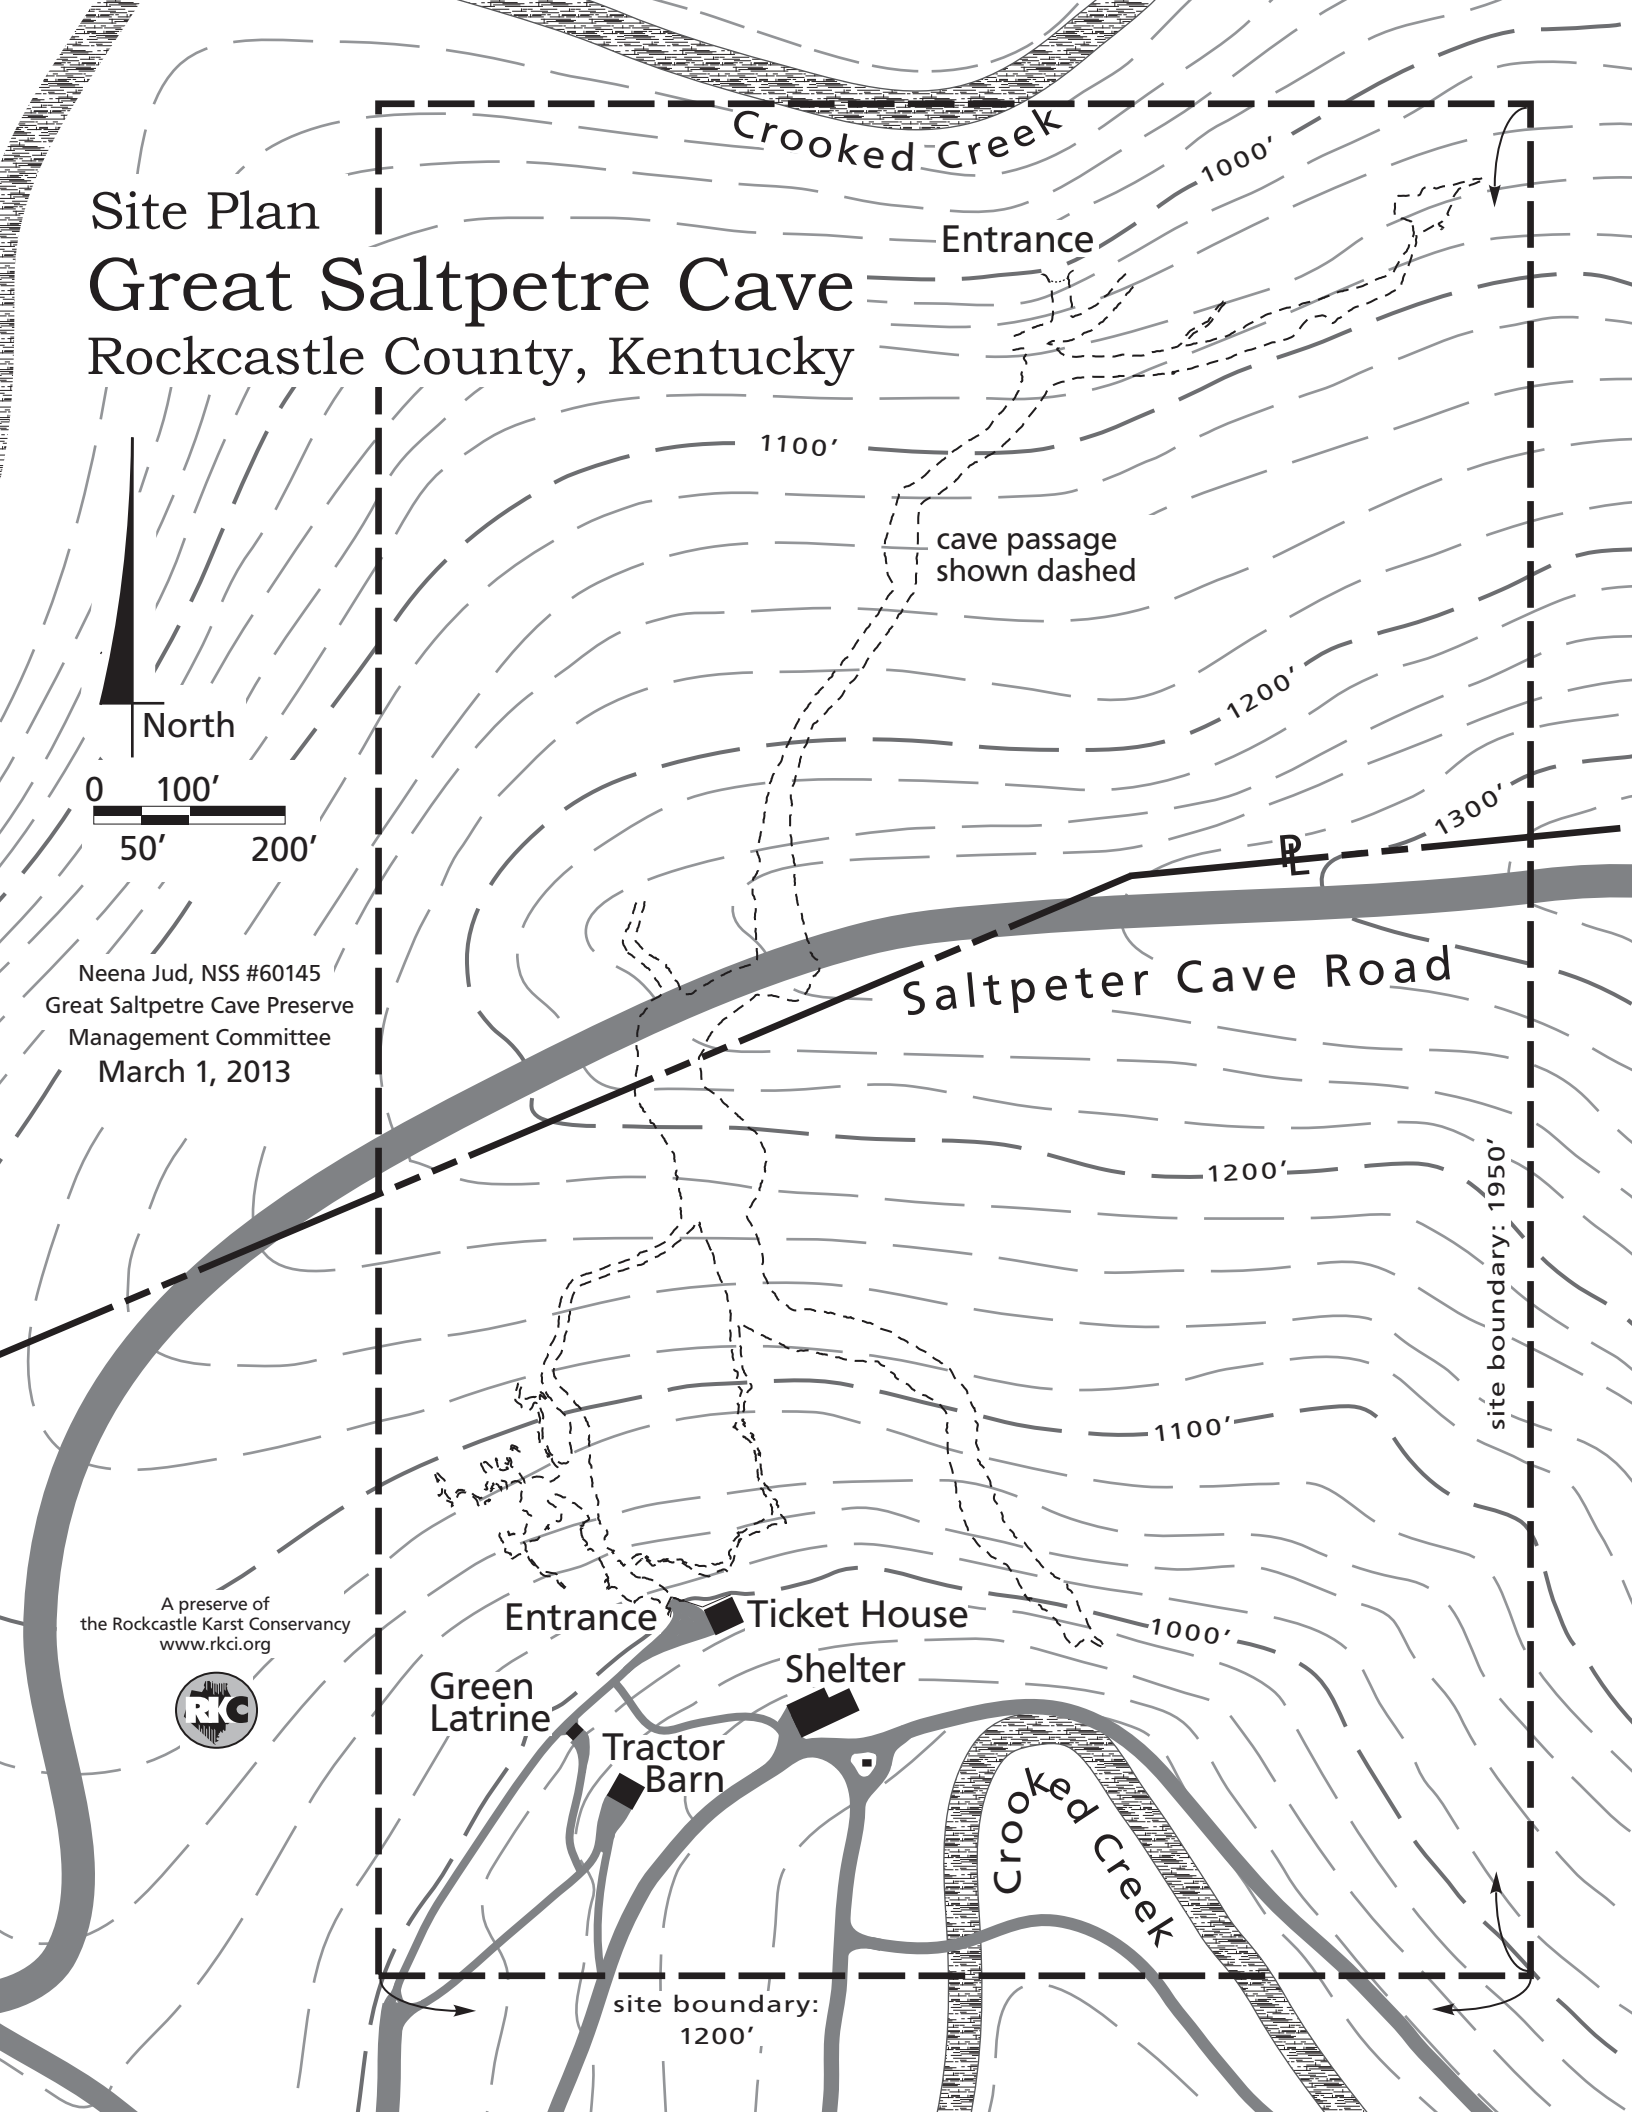 Crooked Creek
1000′
Site Plan
Entrance
Great Saltpetre Cave
Rockcastle County, Kentucky
1100′
cave passage
shown dashed
1200′
North
0 100′
50′ 200′
1300′
PL
Neena Jud, NSS #60145
Great Saltpetre Cave Preserve
Management Committee
March 1, 2013
Saltpeter Cave Road
1200′
site boundary: 1950′
1100′
A preserve of
the Rockcastle Karst Conservancy
www.rkci.org
RKC
Entrance
Ticket House
1000′
Shelter
Green
Latrine
Tractor
Barn
Crooked Creek
site boundary:
1200′